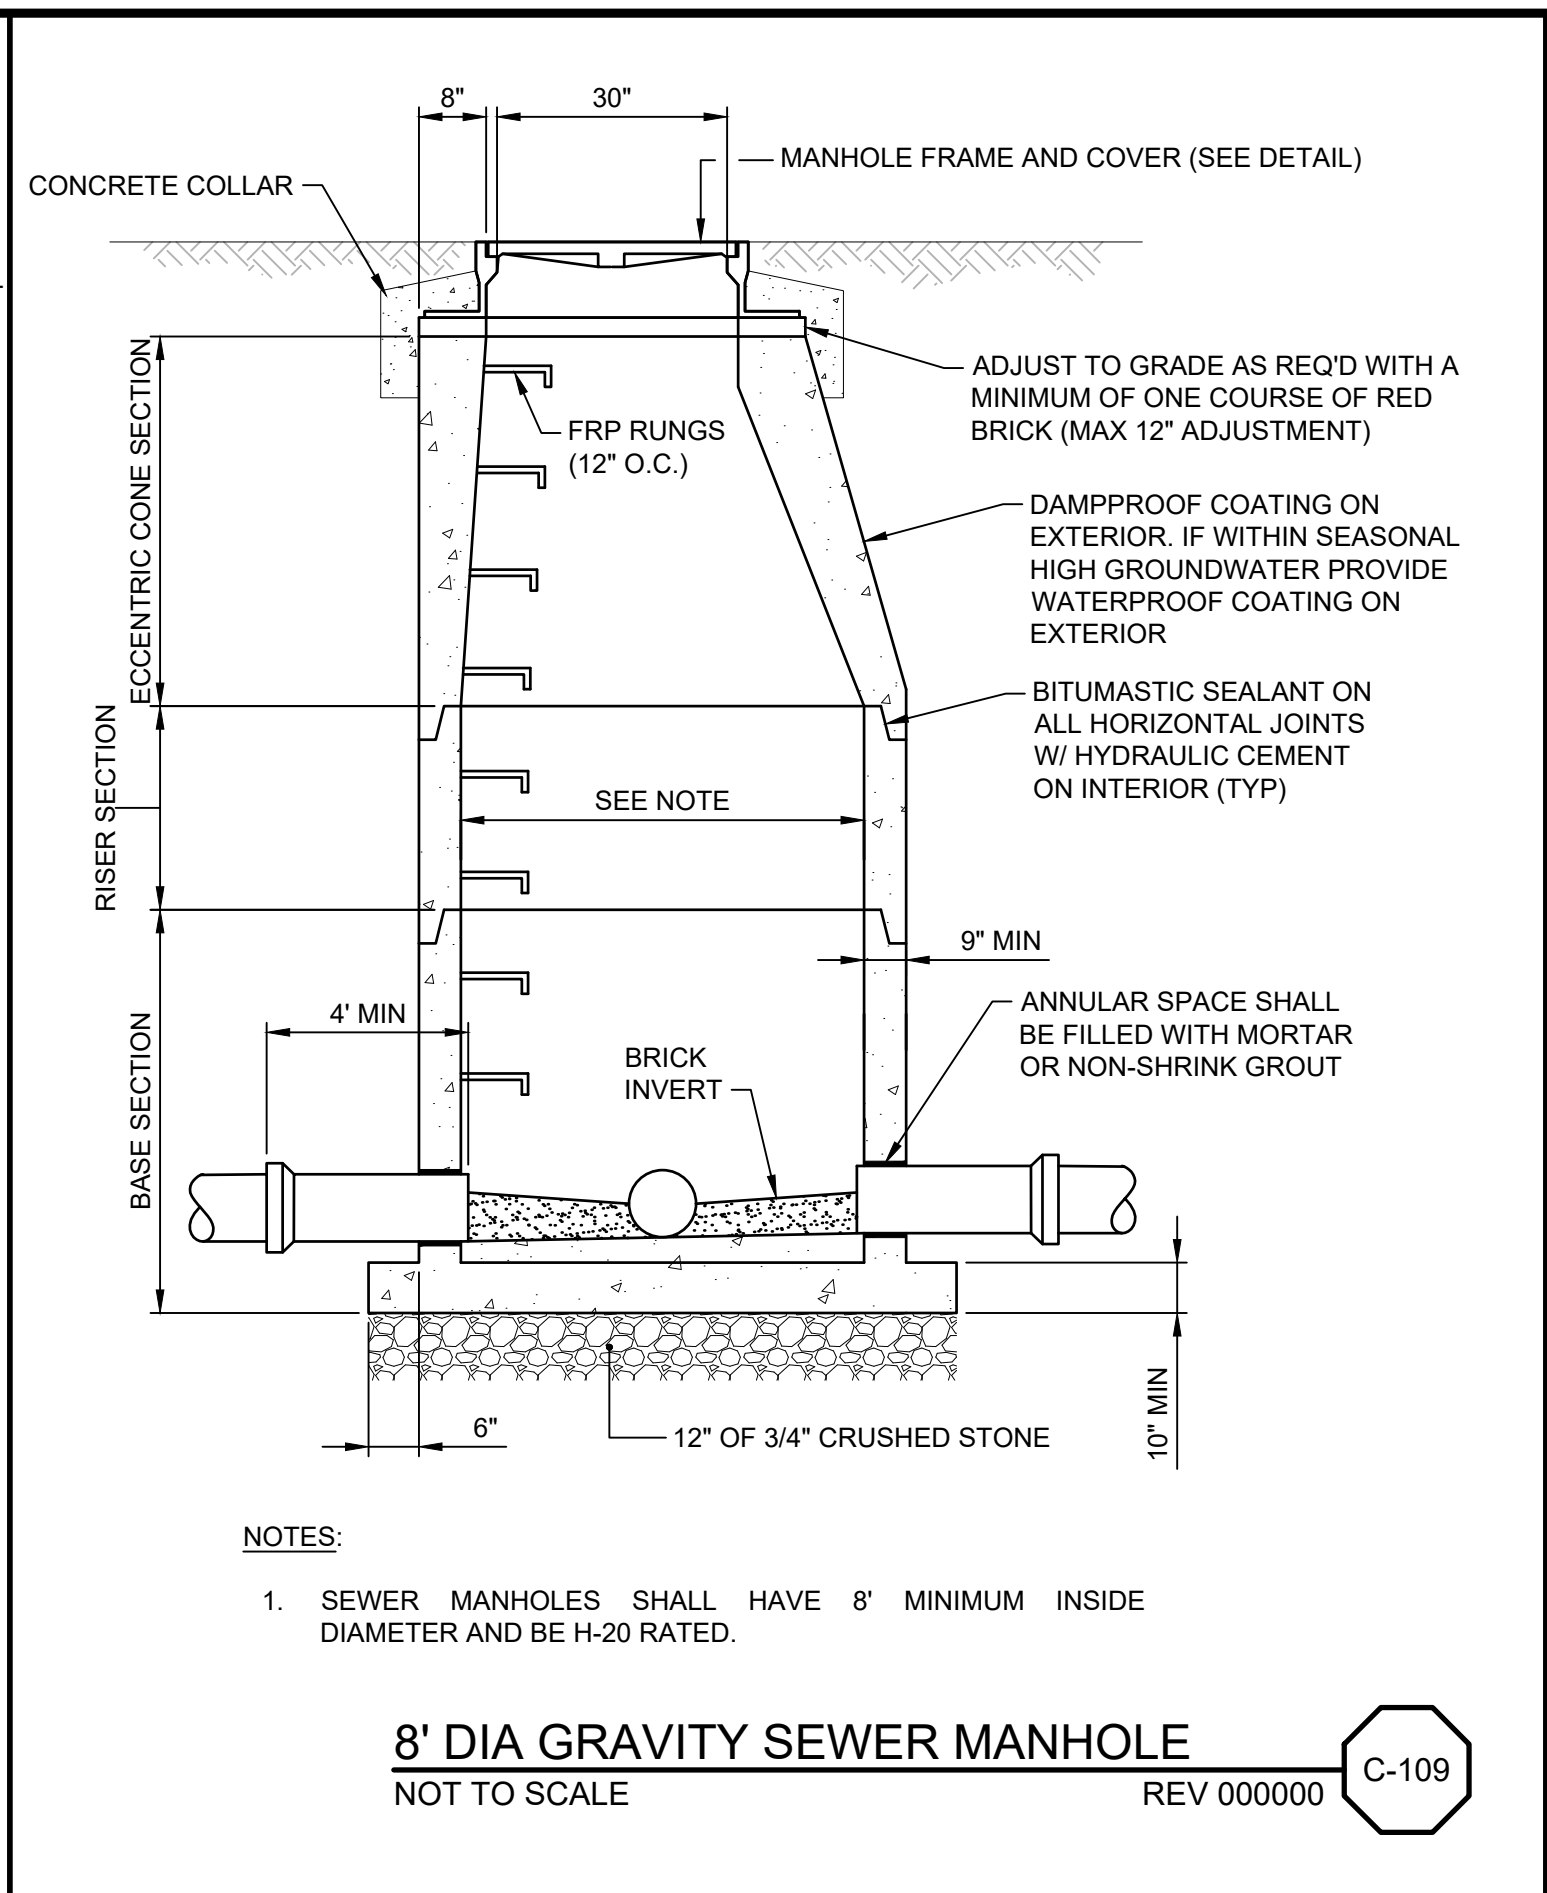 8"
30"
MANHOLE FRAME AND COVER (SEE DETAIL)
CONCRETE COLLAR
ECCENTRIC CONE SECTION
ADJUST TO GRADE AS REQ'D WITH A
MINIMUM OF ONE COURSE OF RED
BRICK (MAX 12" ADJUSTMENT)
FRP RUNGS
(12" O.C.)
DAMPPROOF COATING ON
EXTERIOR. IF WITHIN SEASONAL
HIGH GROUNDWATER PROVIDE
WATERPROOF COATING ON
EXTERIOR
RISER SECTION
BITUMASTIC SEALANT ON
ALL HORIZONTAL JOINTS
W/ HYDRAULIC CEMENT
ON INTERIOR (TYP)
SEE NOTE
9" MIN
BASE SECTION
4' MIN
ANNULAR SPACE SHALL
BE FILLED WITH MORTAR
OR NON-SHRINK GROUT
BRICK
INVERT
6"
12" OF 3/4" CRUSHED STONE
10" MIN
NOTES:
1. SEWER MANHOLES SHALL HAVE 8' MINIMUM INSIDE
DIAMETER AND BE H-20 RATED.
8' DIA GRAVITY SEWER MANHOLE
NOT TO SCALE
REV 000000
C-109